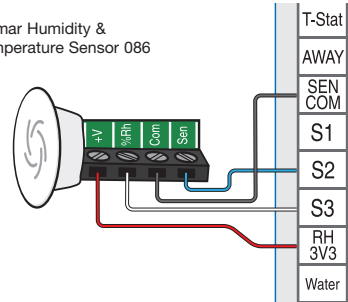 mar Humidity &
mperature Sensor 086
+V
%Rh
Com
Sen
T-Stat
AWAY
SEN
COM
S1
S2
S3
RH
3V3
Water